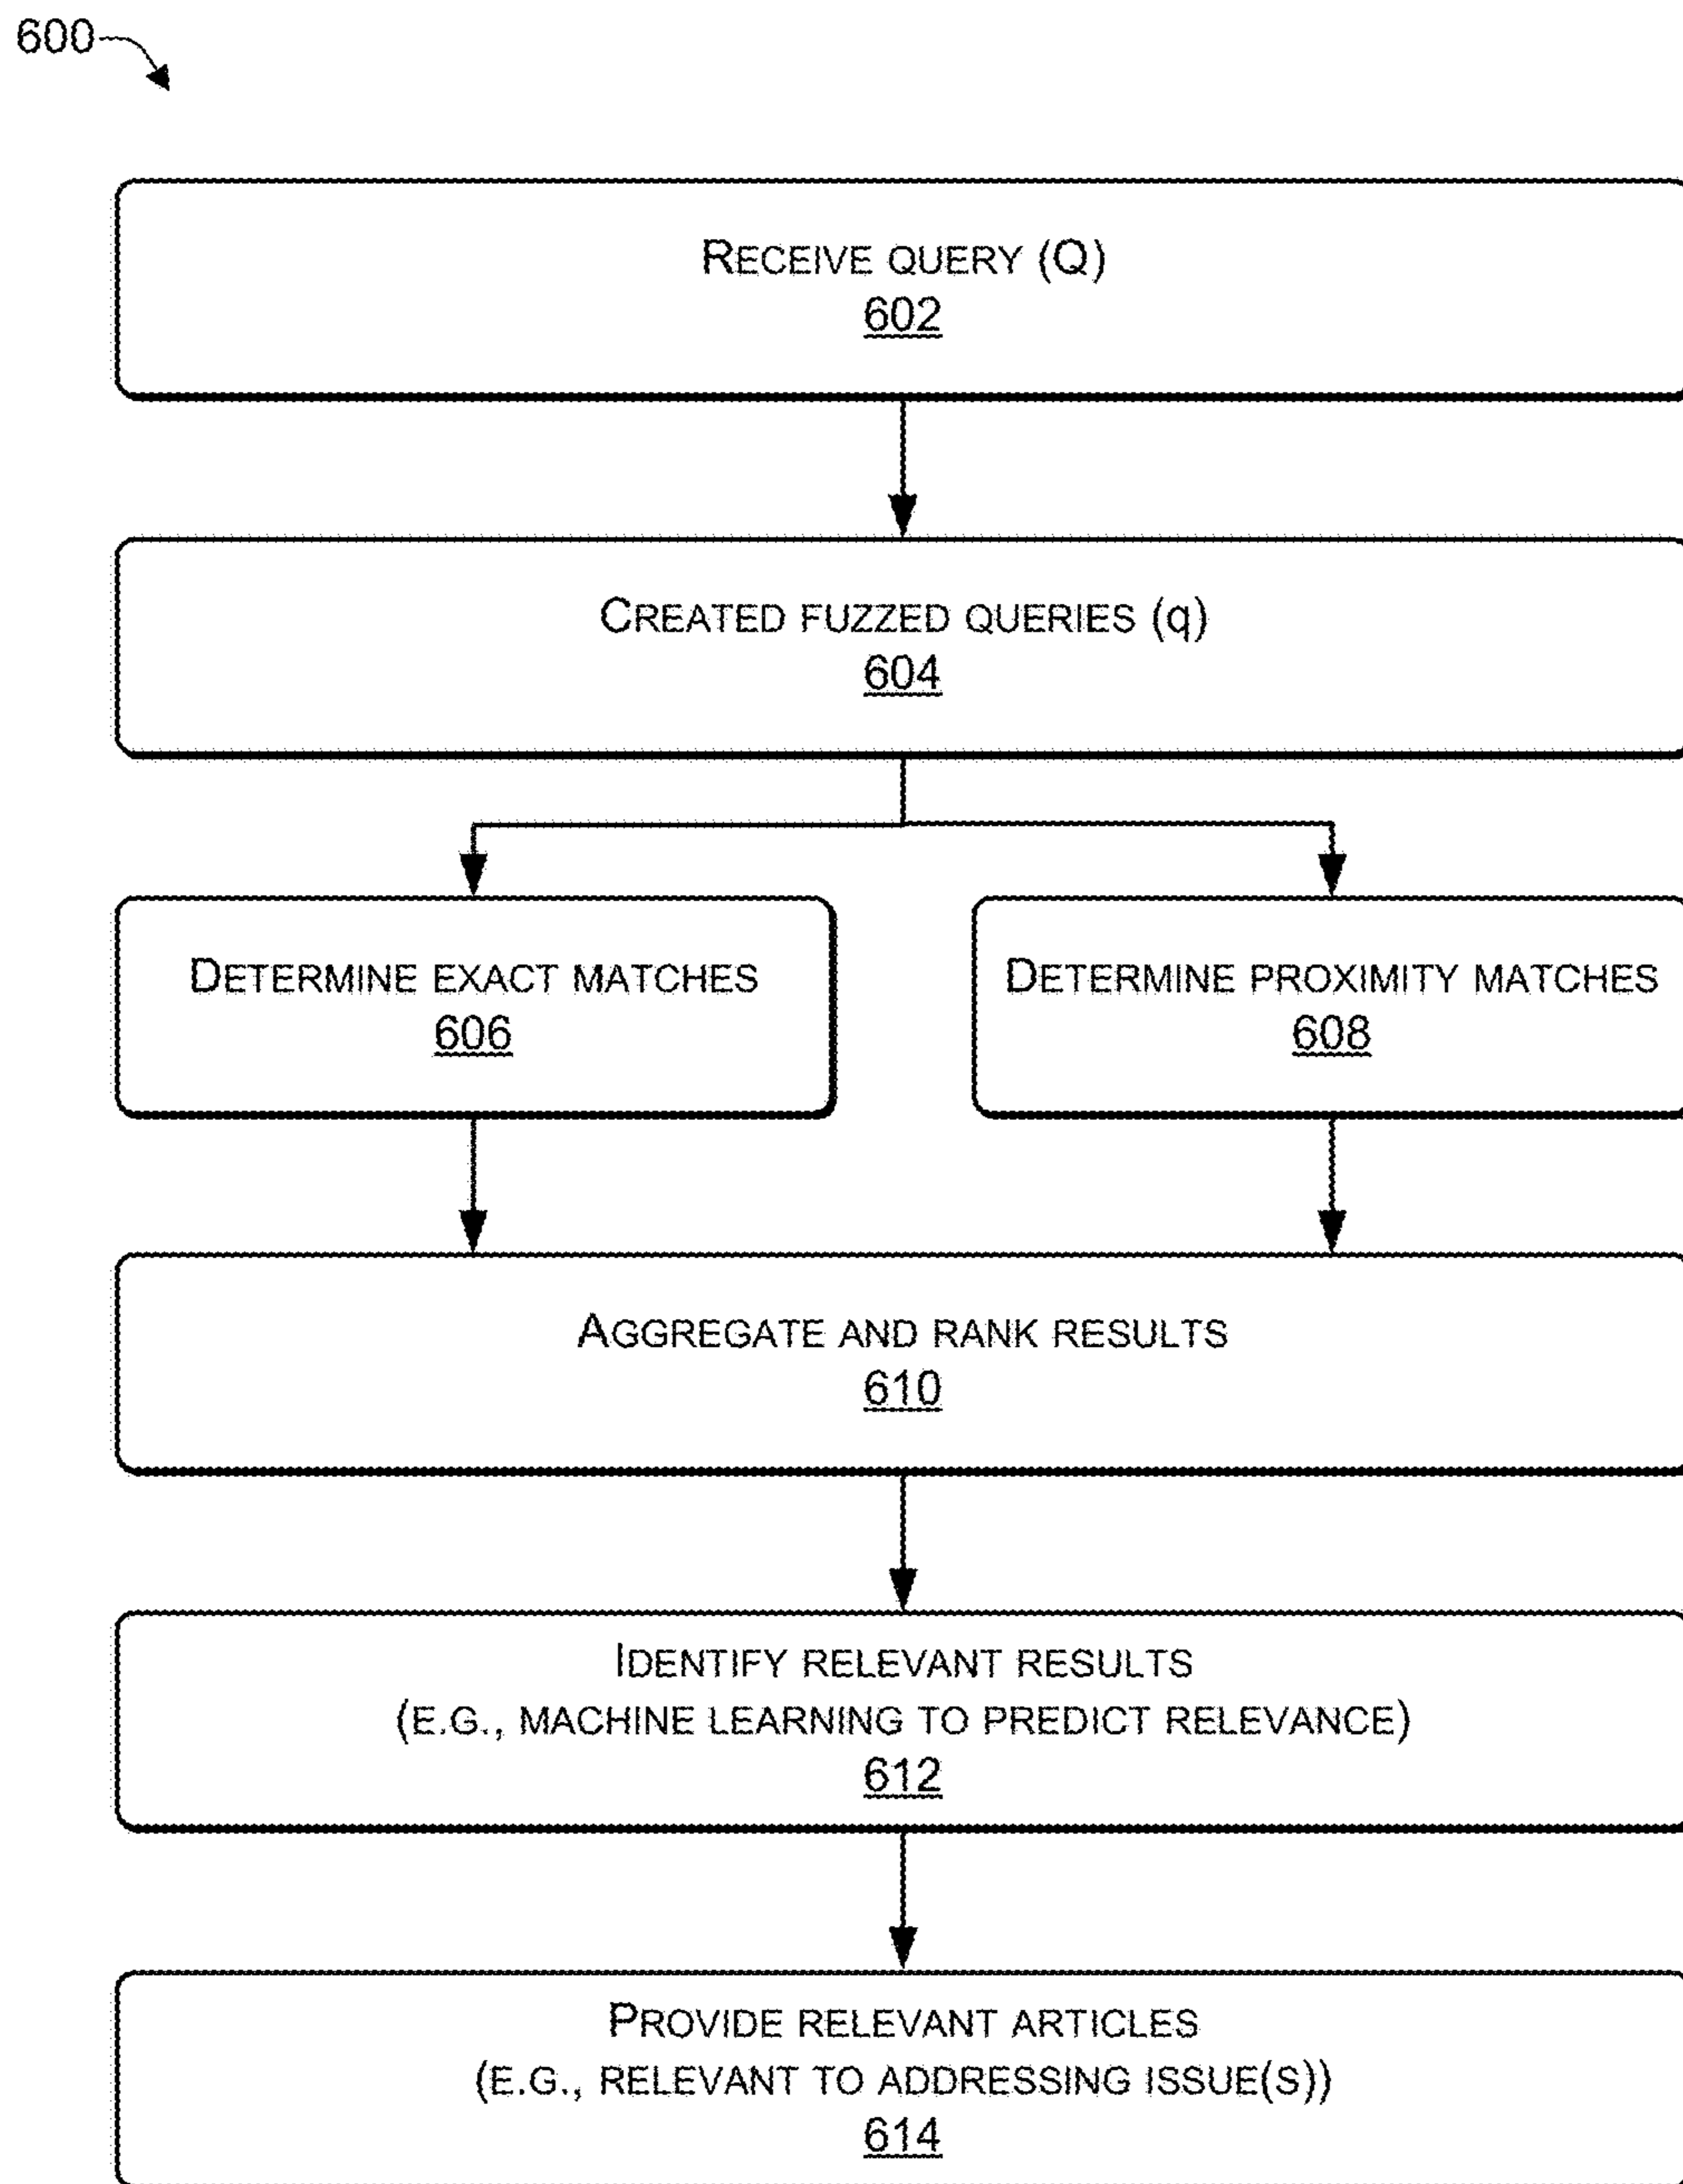 600
RECEIVE QUERY (Q)
602
CREATED FUZZED QUERIES (q)
604
DETERMINE EXACT MATCHES
606
DETERMINE PROXIMITY MATCHES
608
AGGREGATE AND RANK RESULTS
610
IDENTIFY RELEVANT RESULTS
(E.G., MACHINE LEARNING TO PREDICT RELEVANCE)
612
PROVIDE RELEVANT ARTICLES
(E.G., RELEVANT TO ADDRESSING ISSUE(S))
614